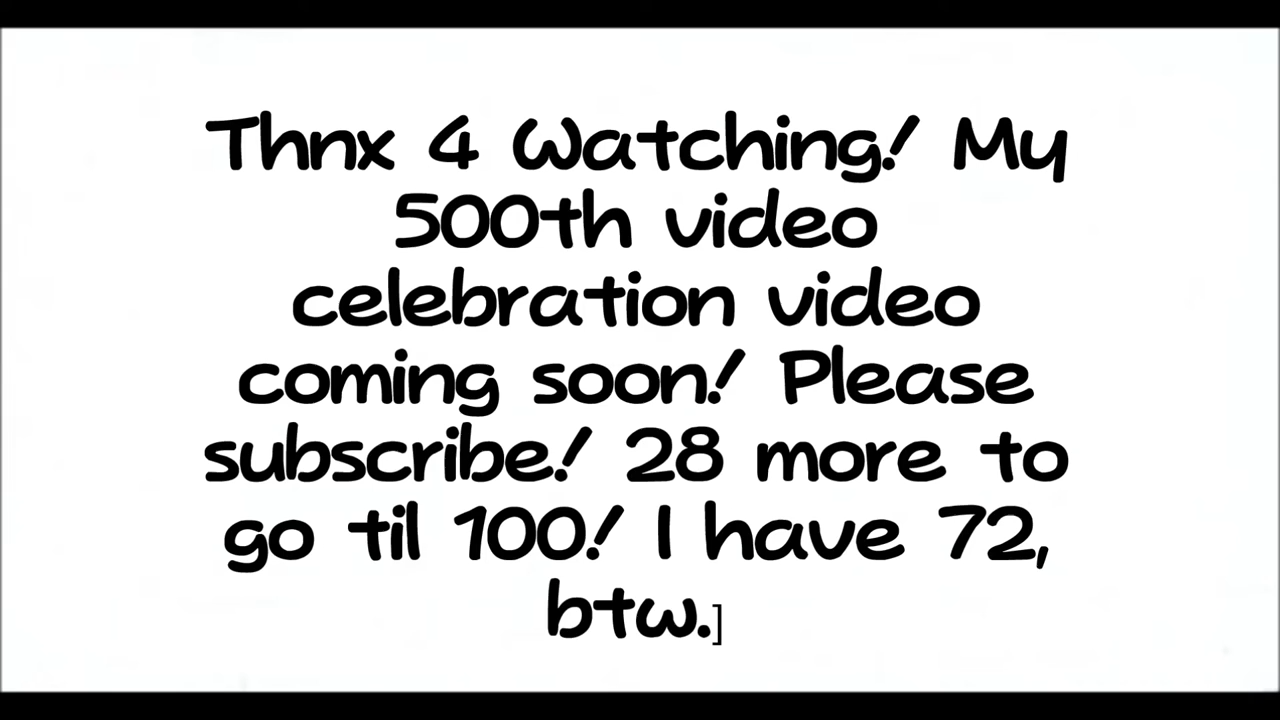 Thnx 4 Watching! My
500th video
celebration video
coming soon! Please
subscribe! 28 more to
go til 100! I have 72,
btw.]